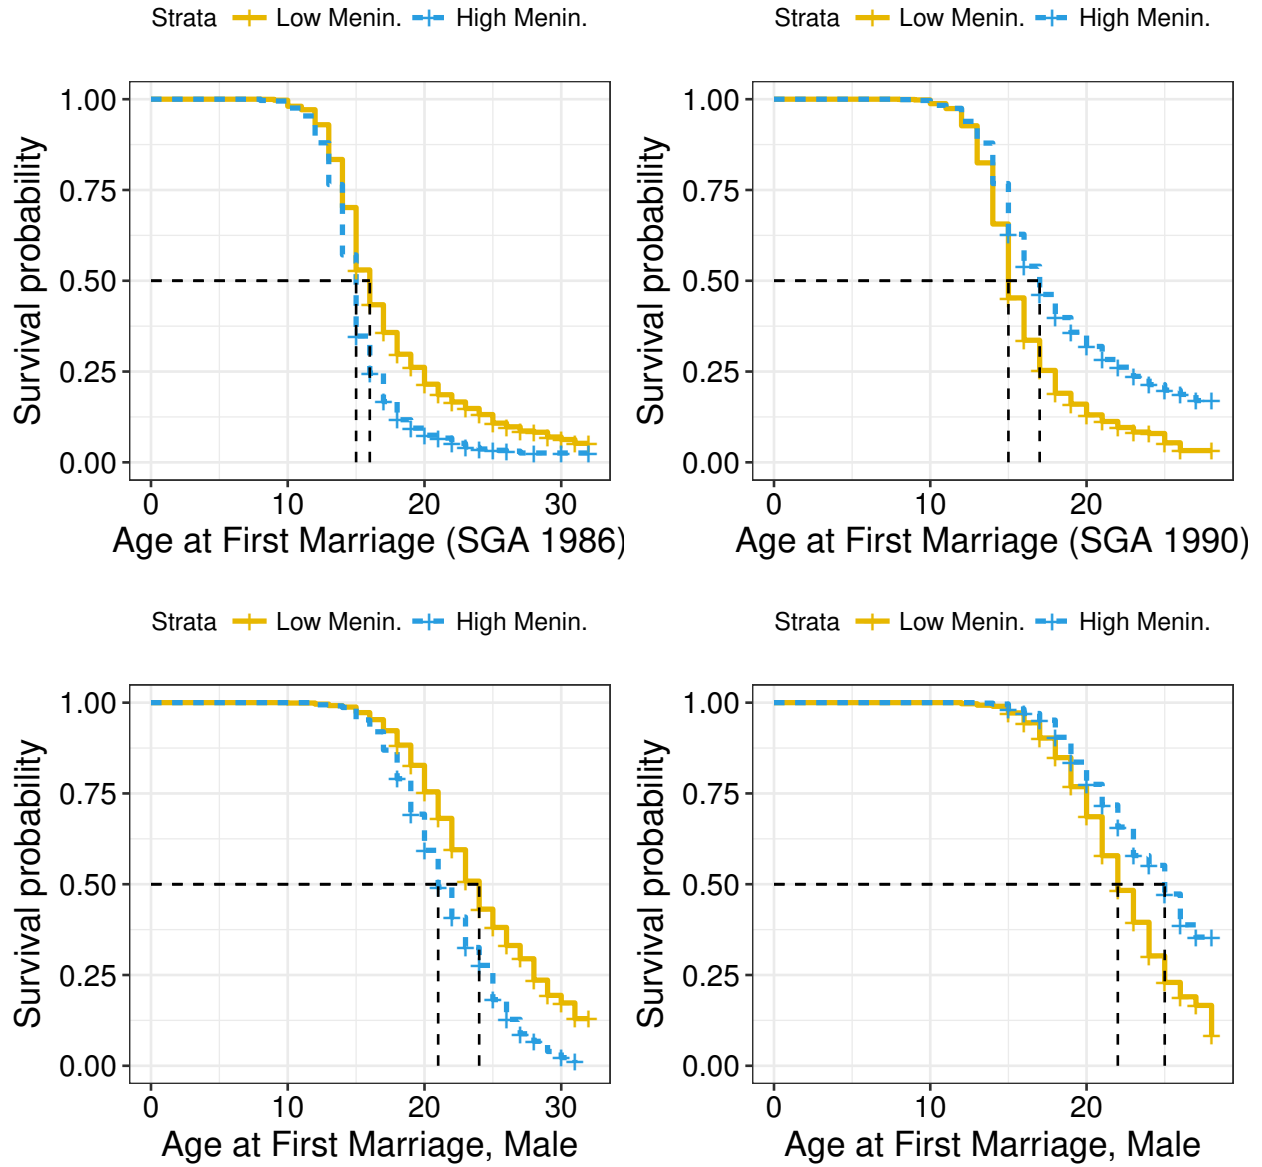 Strata Low Menin. High Menin.
Survival probability
1.00
0.75
0.50
0.25
0.00
0 10 20 30
Age at First Marriage (SGA 1986)
Strata Low Menin. High Menin.
Survival probability
1.00
0.75
0.50
0.25
0.00
0 10 20
Age at First Marriage (SGA 1990)
Strata Low Menin. High Menin.
Survival probability
1.00
0.75
0.50
0.25
0.00
0 10 20 30
Age at First Marriage, Male
Strata Low Menin. High Menin.
Survival probability
1.00
0.75
0.50
0.25
0.00
0 10 20
Age at First Marriage, Male